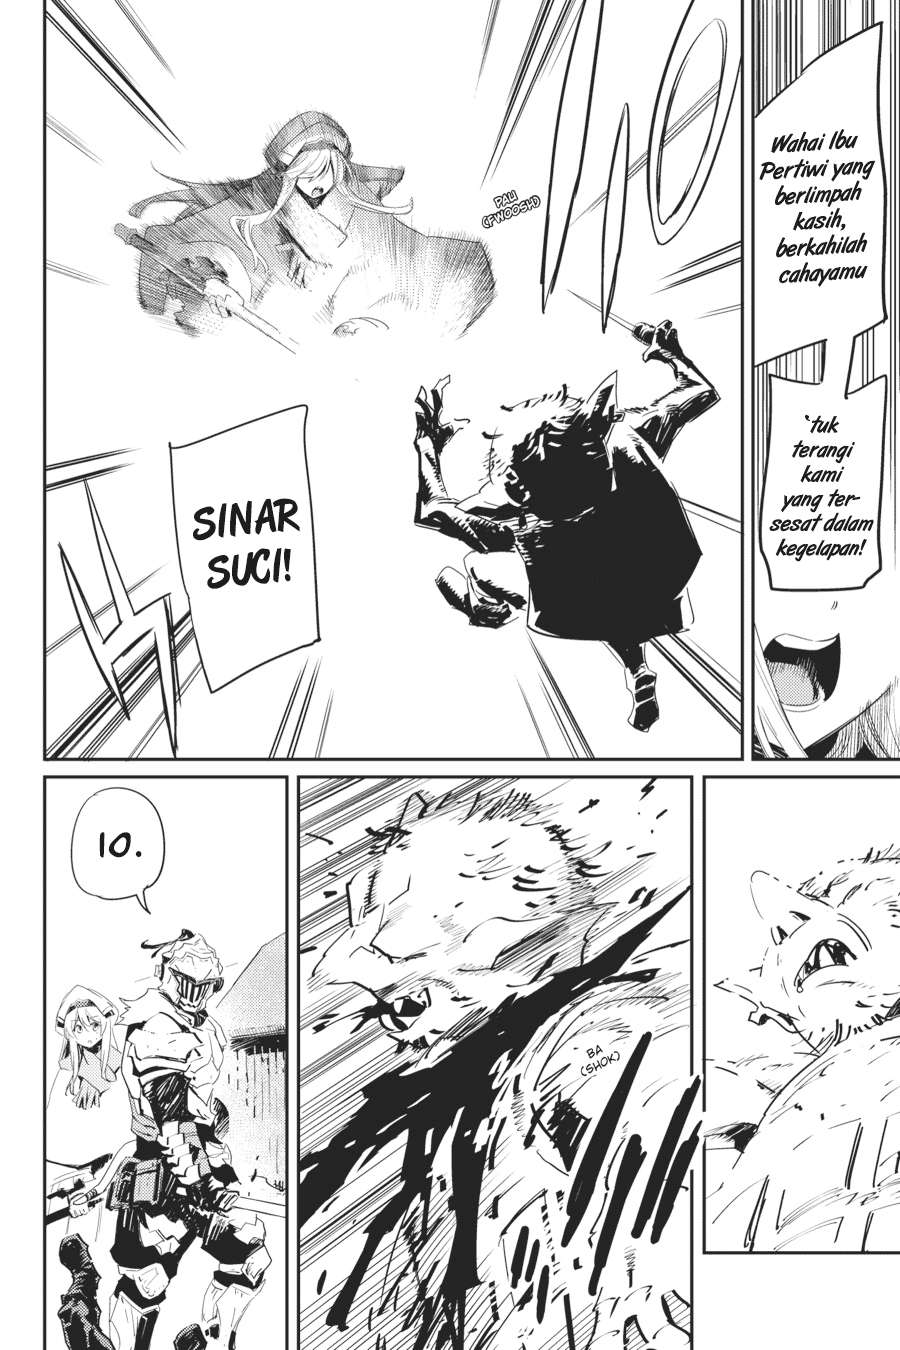 Wahai Ibu
Pertiwi yang
berlimpah
kasih,
berkahilah
cahayamu
'tuk
terangi
kami
yang ter-
sesat dalam
kegelapan!
PAU
(FWOOSH)
SINAR
SUCI!
BA
(SHOK)
10.